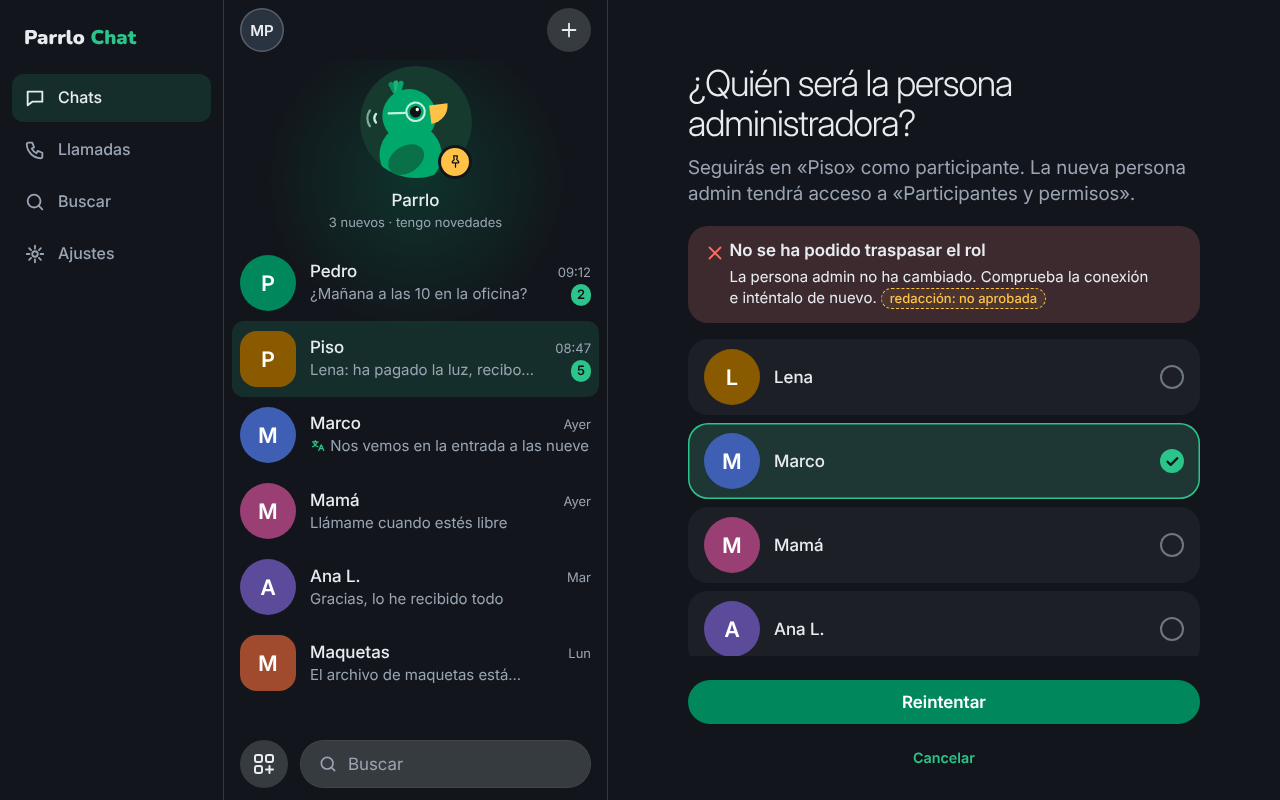 Parrlo Chat
Chats
Llamadas
Buscar
Ajustes
MP
Parrlo
3 nuevos · tengo novedades
P
Pedro
09:12
¿Mañana a las 10 en la oficina?
2
P
Piso
08:47
Lena: ha pagado la luz, recibo...
5
M
Marco
Ayer
Nos vemos en la entrada a las nueve
M
Mamá
Ayer
Llámame cuando estés libre
A
Ana L.
Mar
Gracias, lo he recibido todo
M
Maquetas
Lun
El archivo de maquetas está...
Buscar
¿Quién será la persona
administradora?
Seguirás en «Piso» como participante. La nueva persona
admin tendrá acceso a «Participantes y permisos».
No se ha podido traspasar el rol
La persona admin no ha cambiado. Comprueba la conexión
e inténtalo de nuevo. redacción: no aprobada
L
Lena
M
Marco
M
Mamá
A
Ana L.
Reintentar
Cancelar